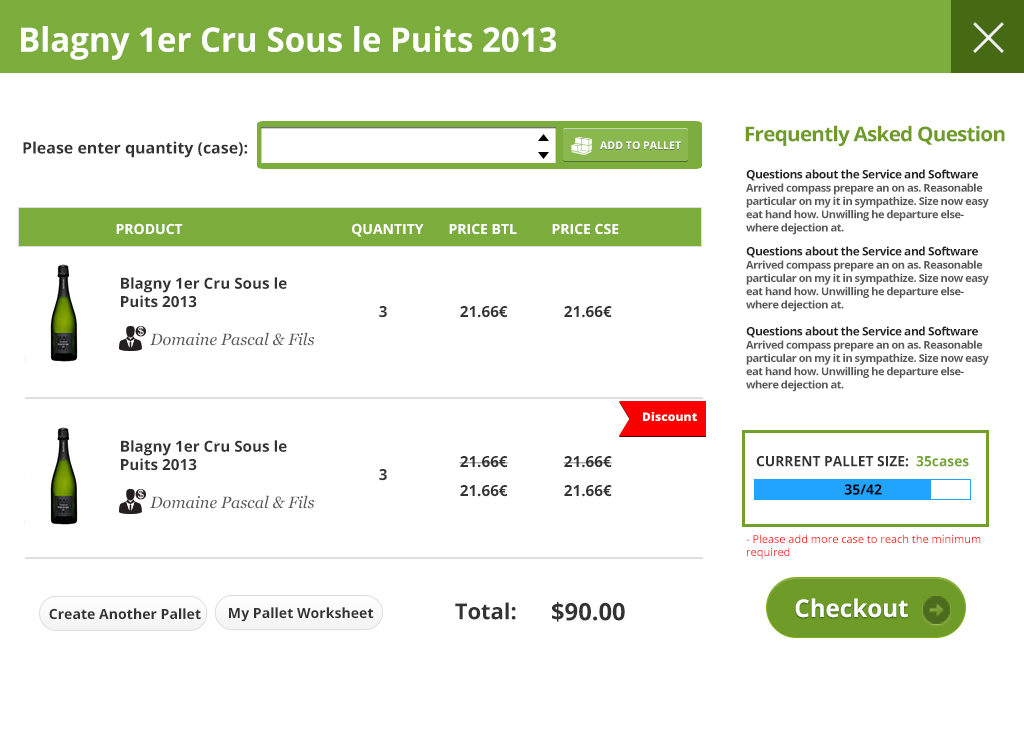 Blagny 1er Cru Sous le Puits 2013
Please enter quantity (case):
ADD TO PALLET
PRODUCT QUANTITY PRICE BTL PRICE CSE
Blagny 1er Cru Sous le
Puits 2013
3 21.66€ 21.66€
Domaine Pascal & Fils
Discount
Blagny 1er Cru Sous le
Puits 2013
21.66€ 21.66€
3
21.66€ 21.66€
Domaine Pascal & Fils
Create Another Pallet
My Pallet Worksheet
Total: $90.00
Frequently Asked Question
Questions about the Service and Software
Arrived compass prepare an on as. Reasonable
particular on my it in sympathize. Size now easy
eat hand how. Unwilling he departure else-
where dejection at.
Questions about the Service and Software
Arrived compass prepare an on as. Reasonable
particular on my it in sympathize. Size now easy
eat hand how. Unwilling he departure else-
where dejection at.
Questions about the Service and Software
Arrived compass prepare an on as. Reasonable
particular on my it in sympathize. Size now easy
eat hand how. Unwilling he departure else-
where dejection at.
CURRENT PALLET SIZE: 35cases
35/42
- Please add more case to reach the minimum
required
Checkout